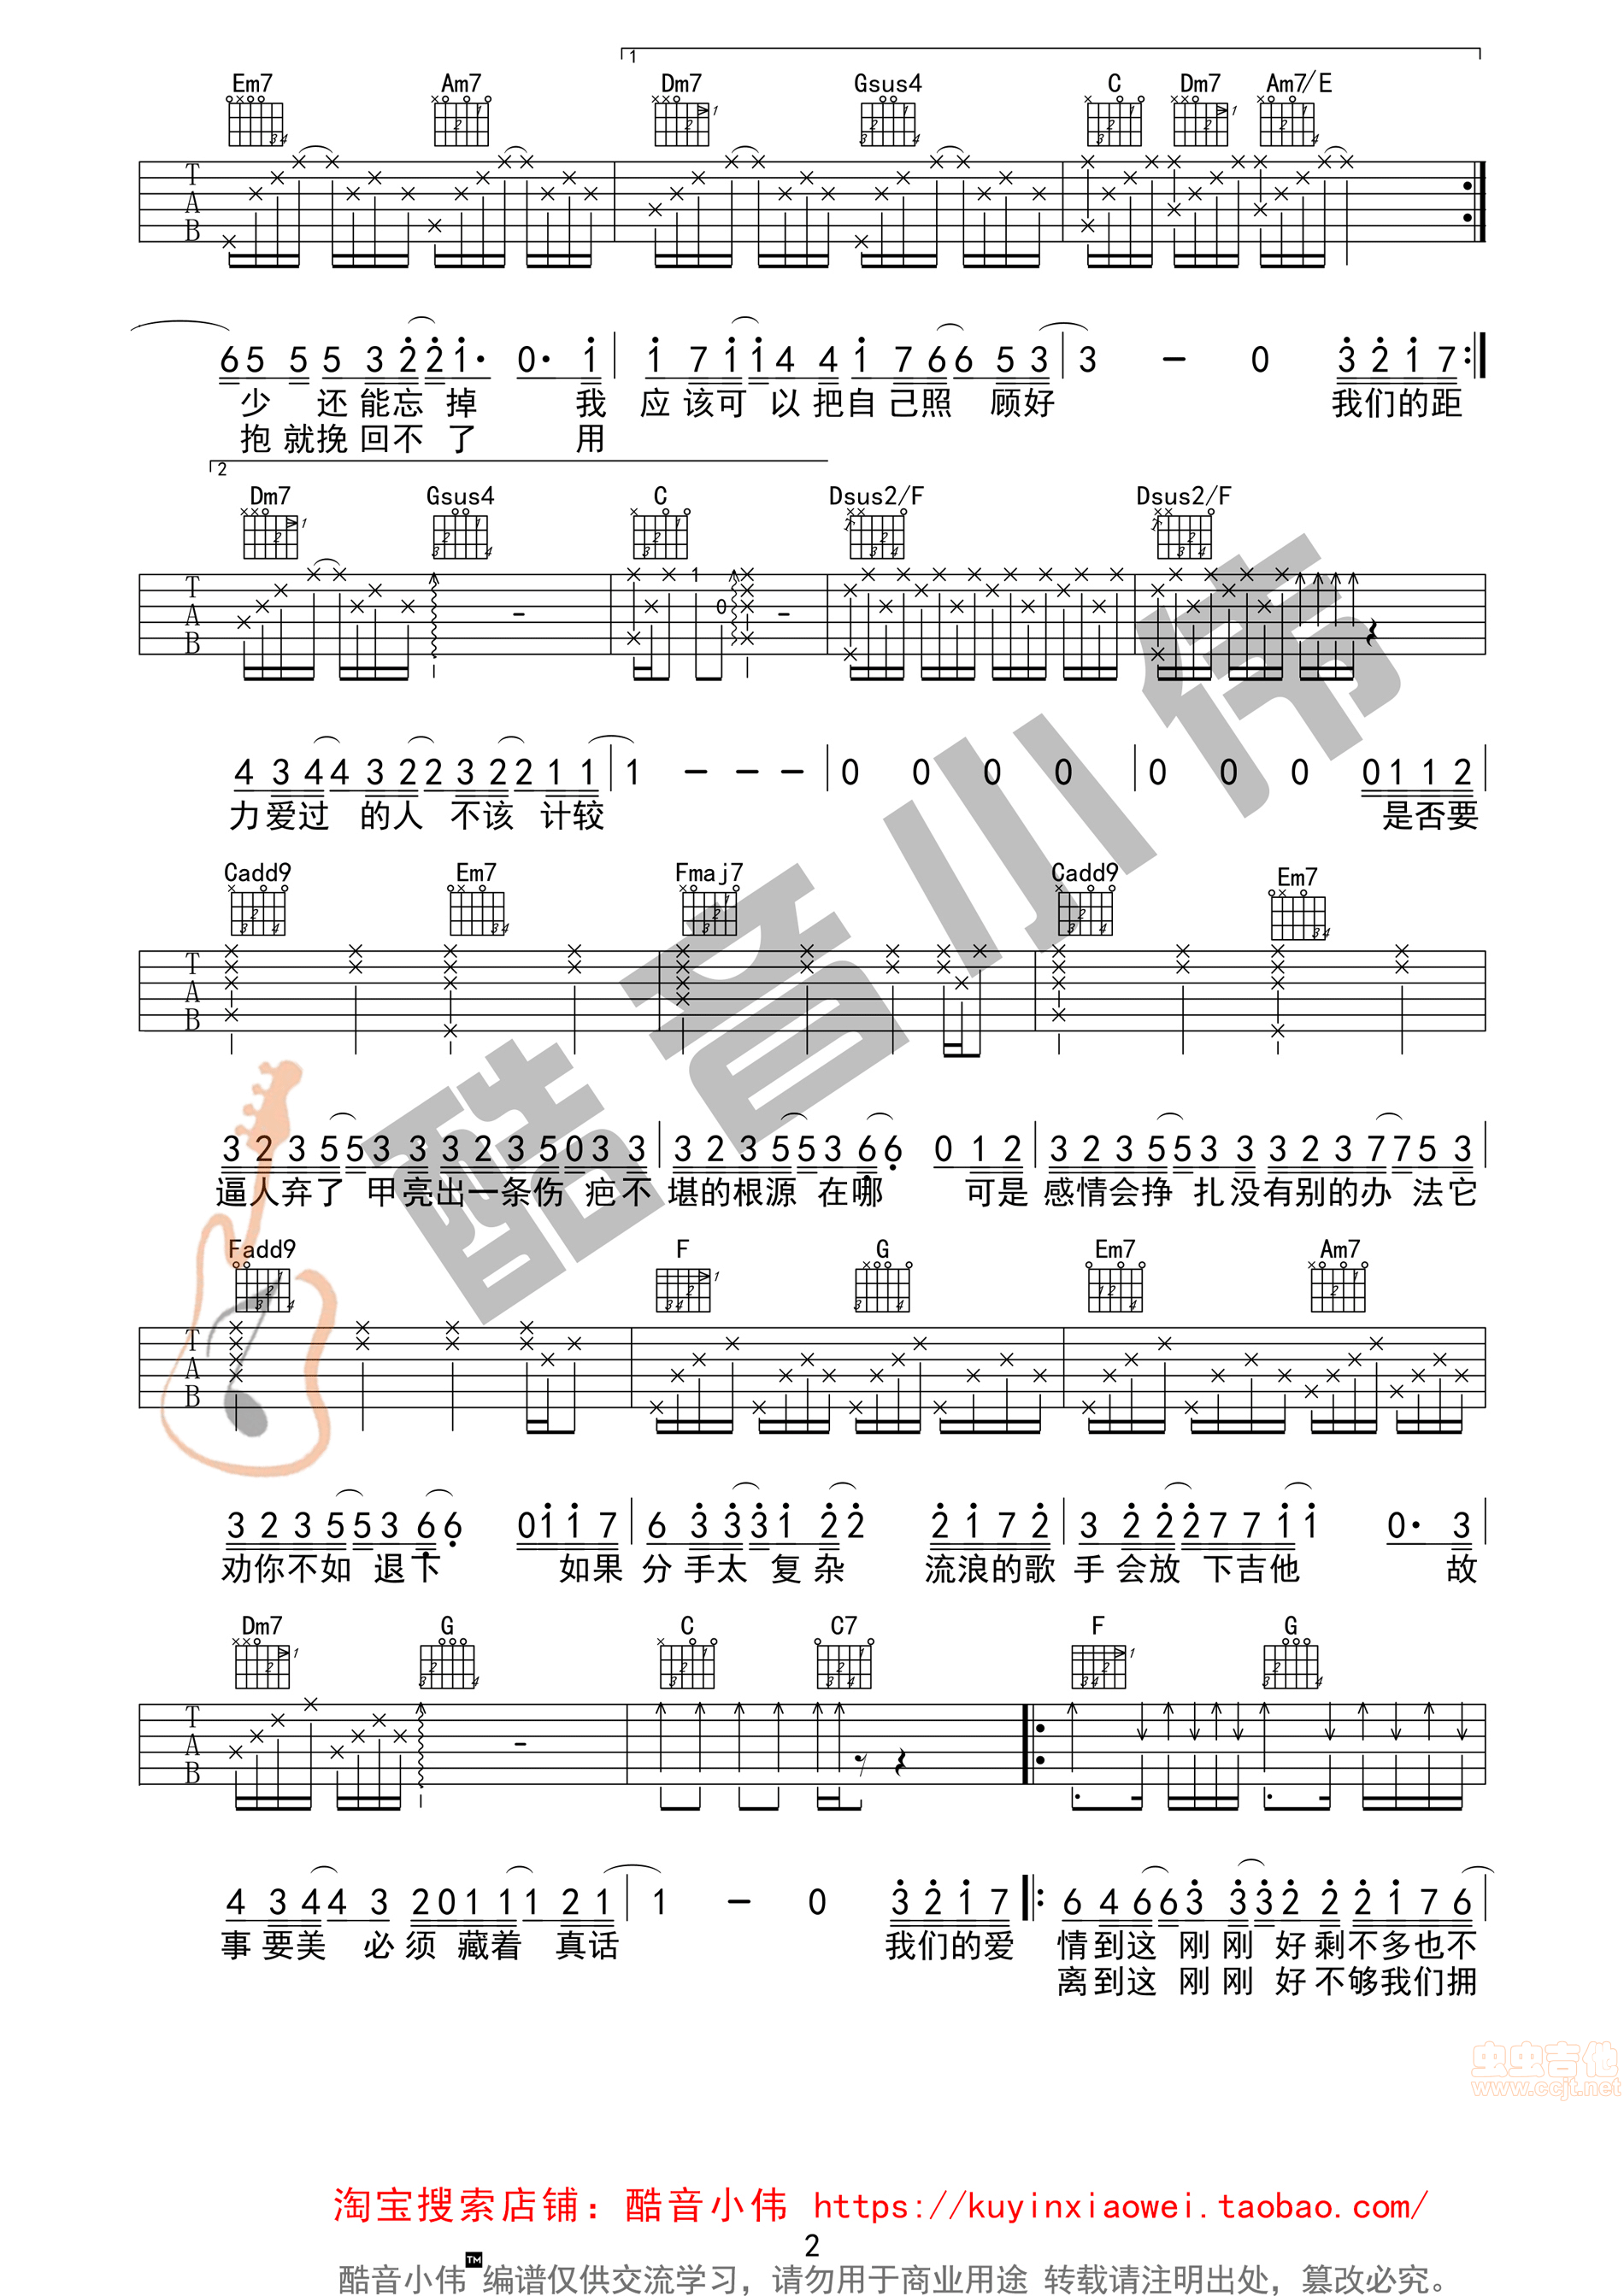 1
Em7 Am7 Dm7 Gsus4 C Dm7 Am7/E
T
A
B
65 5 5 3 22 1· 0· 1 | 1 7 1 1 4 4 1 7 6 6 5 3 | 3 - 0 3 2 1 7 :|
少 还 能忘 掉 我 应 该可 以 把自 己照 顾好 我们的距
抱 就挽 回不 了 用
2
Dm7 Gsus4 C Dsus2/F Dsus2/F
T
A
B
1 0
4 3 4 4 3 2 2 3 2 2 1 1 | 1 - - - | 0 0 0 0 | 0 0 0 0 1 1 2 |
力 爱过 的人 不该 计较 是否要
Cadd9 Em7 Fmaj7 Cadd9 Em7
T
A
B
3 2 3 5 5 3 3 3 2 3 5 0 3 3 | 3 2 3 5 5 3 6 6 0 1 2 | 3 2 3 5 5 3 3 3 2 3 7 7 5 3 |
逼人弃了 甲亮出一条伤 疤不 堪的根源 在哪 可是 感情会挣 扎没有别的办 法它
Fadd9 F G Em7 Am7
T
A
B
3 2 3 5 5 3 6 6 0 1 1 7 | 6 3 3 3 1 2 2 2 1 7 2 | 3 2 2 2 7 7 1 1 0· 3 |
劝你不如 退下 如果 分 手太 复 杂 流浪的歌 手 会放 下吉他 故
Dm7 G C C7 F G
T
A
B
4 3 4 4 3 2 0 1 1 1 2 1 | 1 - 0 3 2 1 7 |: 6 4 6 6 3 3 3 2 2 2 1 7 6 |
事 要美 必 须 藏着 真话 我们的爱 情到这 刚 刚 好 剩不多也不
离到这 刚 刚 好 不够我们拥
酷音小伟
虫虫吉他
www.ccjt.net
淘宝搜索店铺：酷音小伟 https://kuyinxiaowei.taobao.com/
2
酷音小伟™编谱仅供交流学习，请勿用于商业用途 转载请注明出处，篡改必究。